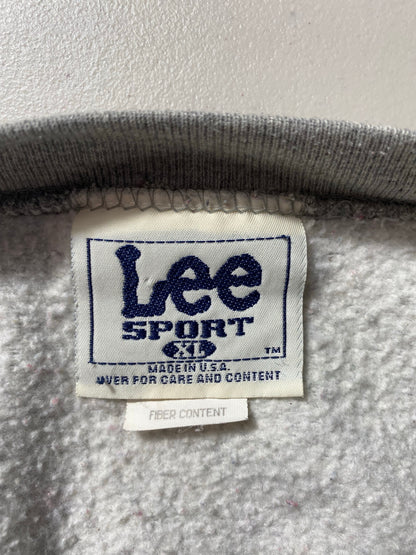 Lee
SPORT
XL
TM
MADE IN U.S.A.
OVER FOR CARE AND CONTENT
FIBER CONTENT